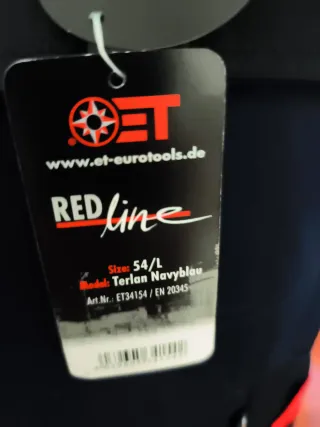 ET
www.et-eurotools.de
RED line
Size: 54/L
Model: Terlan Navyblau
Art.Nr.: ET34154 / EN 20345